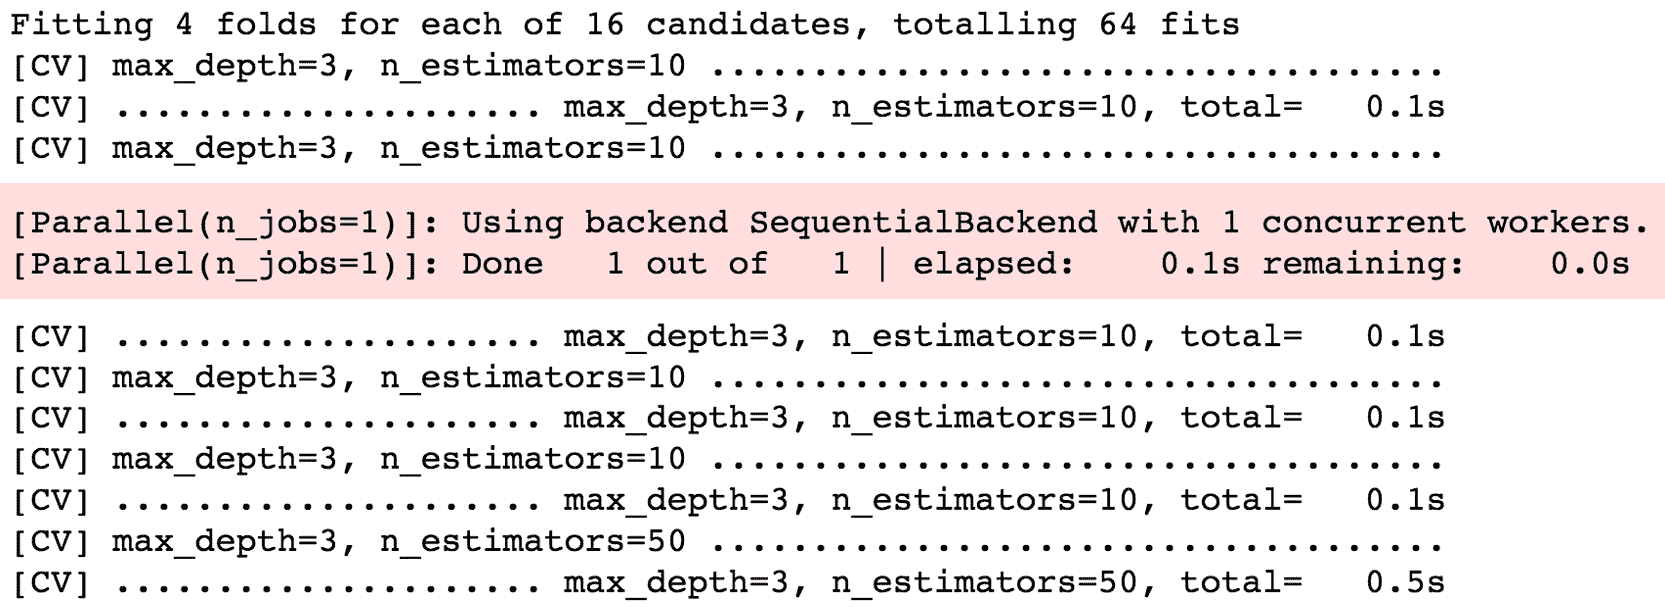 Fitting 4 folds for each of 16 candidates, totalling 64 fits
[CV] max_depth=3, n_estimators=10 ....................................
[CV] ..................... max_depth=3, n_estimators=10, total=   0.1s
[CV] max_depth=3, n_estimators=10 ....................................
[Parallel(n_jobs=1)]: Using backend SequentialBackend with 1 concurrent workers.
[Parallel(n_jobs=1)]: Done   1 out of   1 | elapsed:    0.1s remaining:    0.0s
[CV] ..................... max_depth=3, n_estimators=10, total=   0.1s
[CV] max_depth=3, n_estimators=10 ....................................
[CV] ..................... max_depth=3, n_estimators=10, total=   0.1s
[CV] max_depth=3, n_estimators=10 ....................................
[CV] ..................... max_depth=3, n_estimators=10, total=   0.1s
[CV] max_depth=3, n_estimators=50 ....................................
[CV] ..................... max_depth=3, n_estimators=50, total=   0.5s